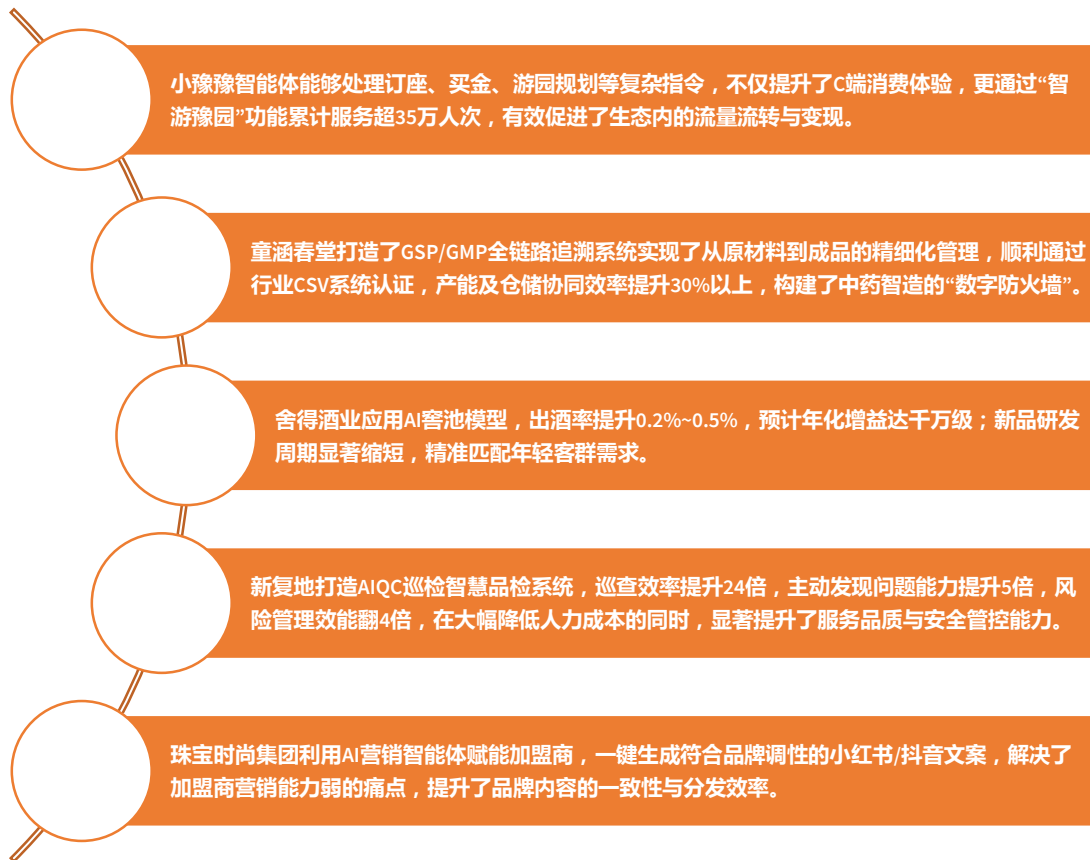 小豫豫智能体能够处理订座、买金、游园规划等复杂指令，不仅提升了C端消费体验，更通过“智
游豫园”功能累计服务超35万人次，有效促进了生态内的流量流转与变现。
童涵春堂打造了GSP/GMP全链路追溯系统实现了从原材料到成品的精细化管理，顺利通过
行业CSV系统认证，产能及仓储协同效率提升30%以上，构建了中药智造的“数字防火墙”。
舍得酒业应用AI窖池模型，出酒率提升0.2%~0.5%，预计年化增益达千万级；新品研发
周期显著缩短，精准匹配年轻客群需求。
新复地打造AIQC巡检智慧品检系统，巡查效率提升24倍，主动发现问题能力提升5倍，风
险管理效能翻4倍，在大幅降低人力成本的同时，显著提升了服务品质与安全管控能力。
珠宝时尚集团利用AI营销智能体赋能加盟商，一键生成符合品牌调性的小红书/抖音文案，解决了
加盟商营销能力弱的痛点，提升了品牌内容的一致性与分发效率。